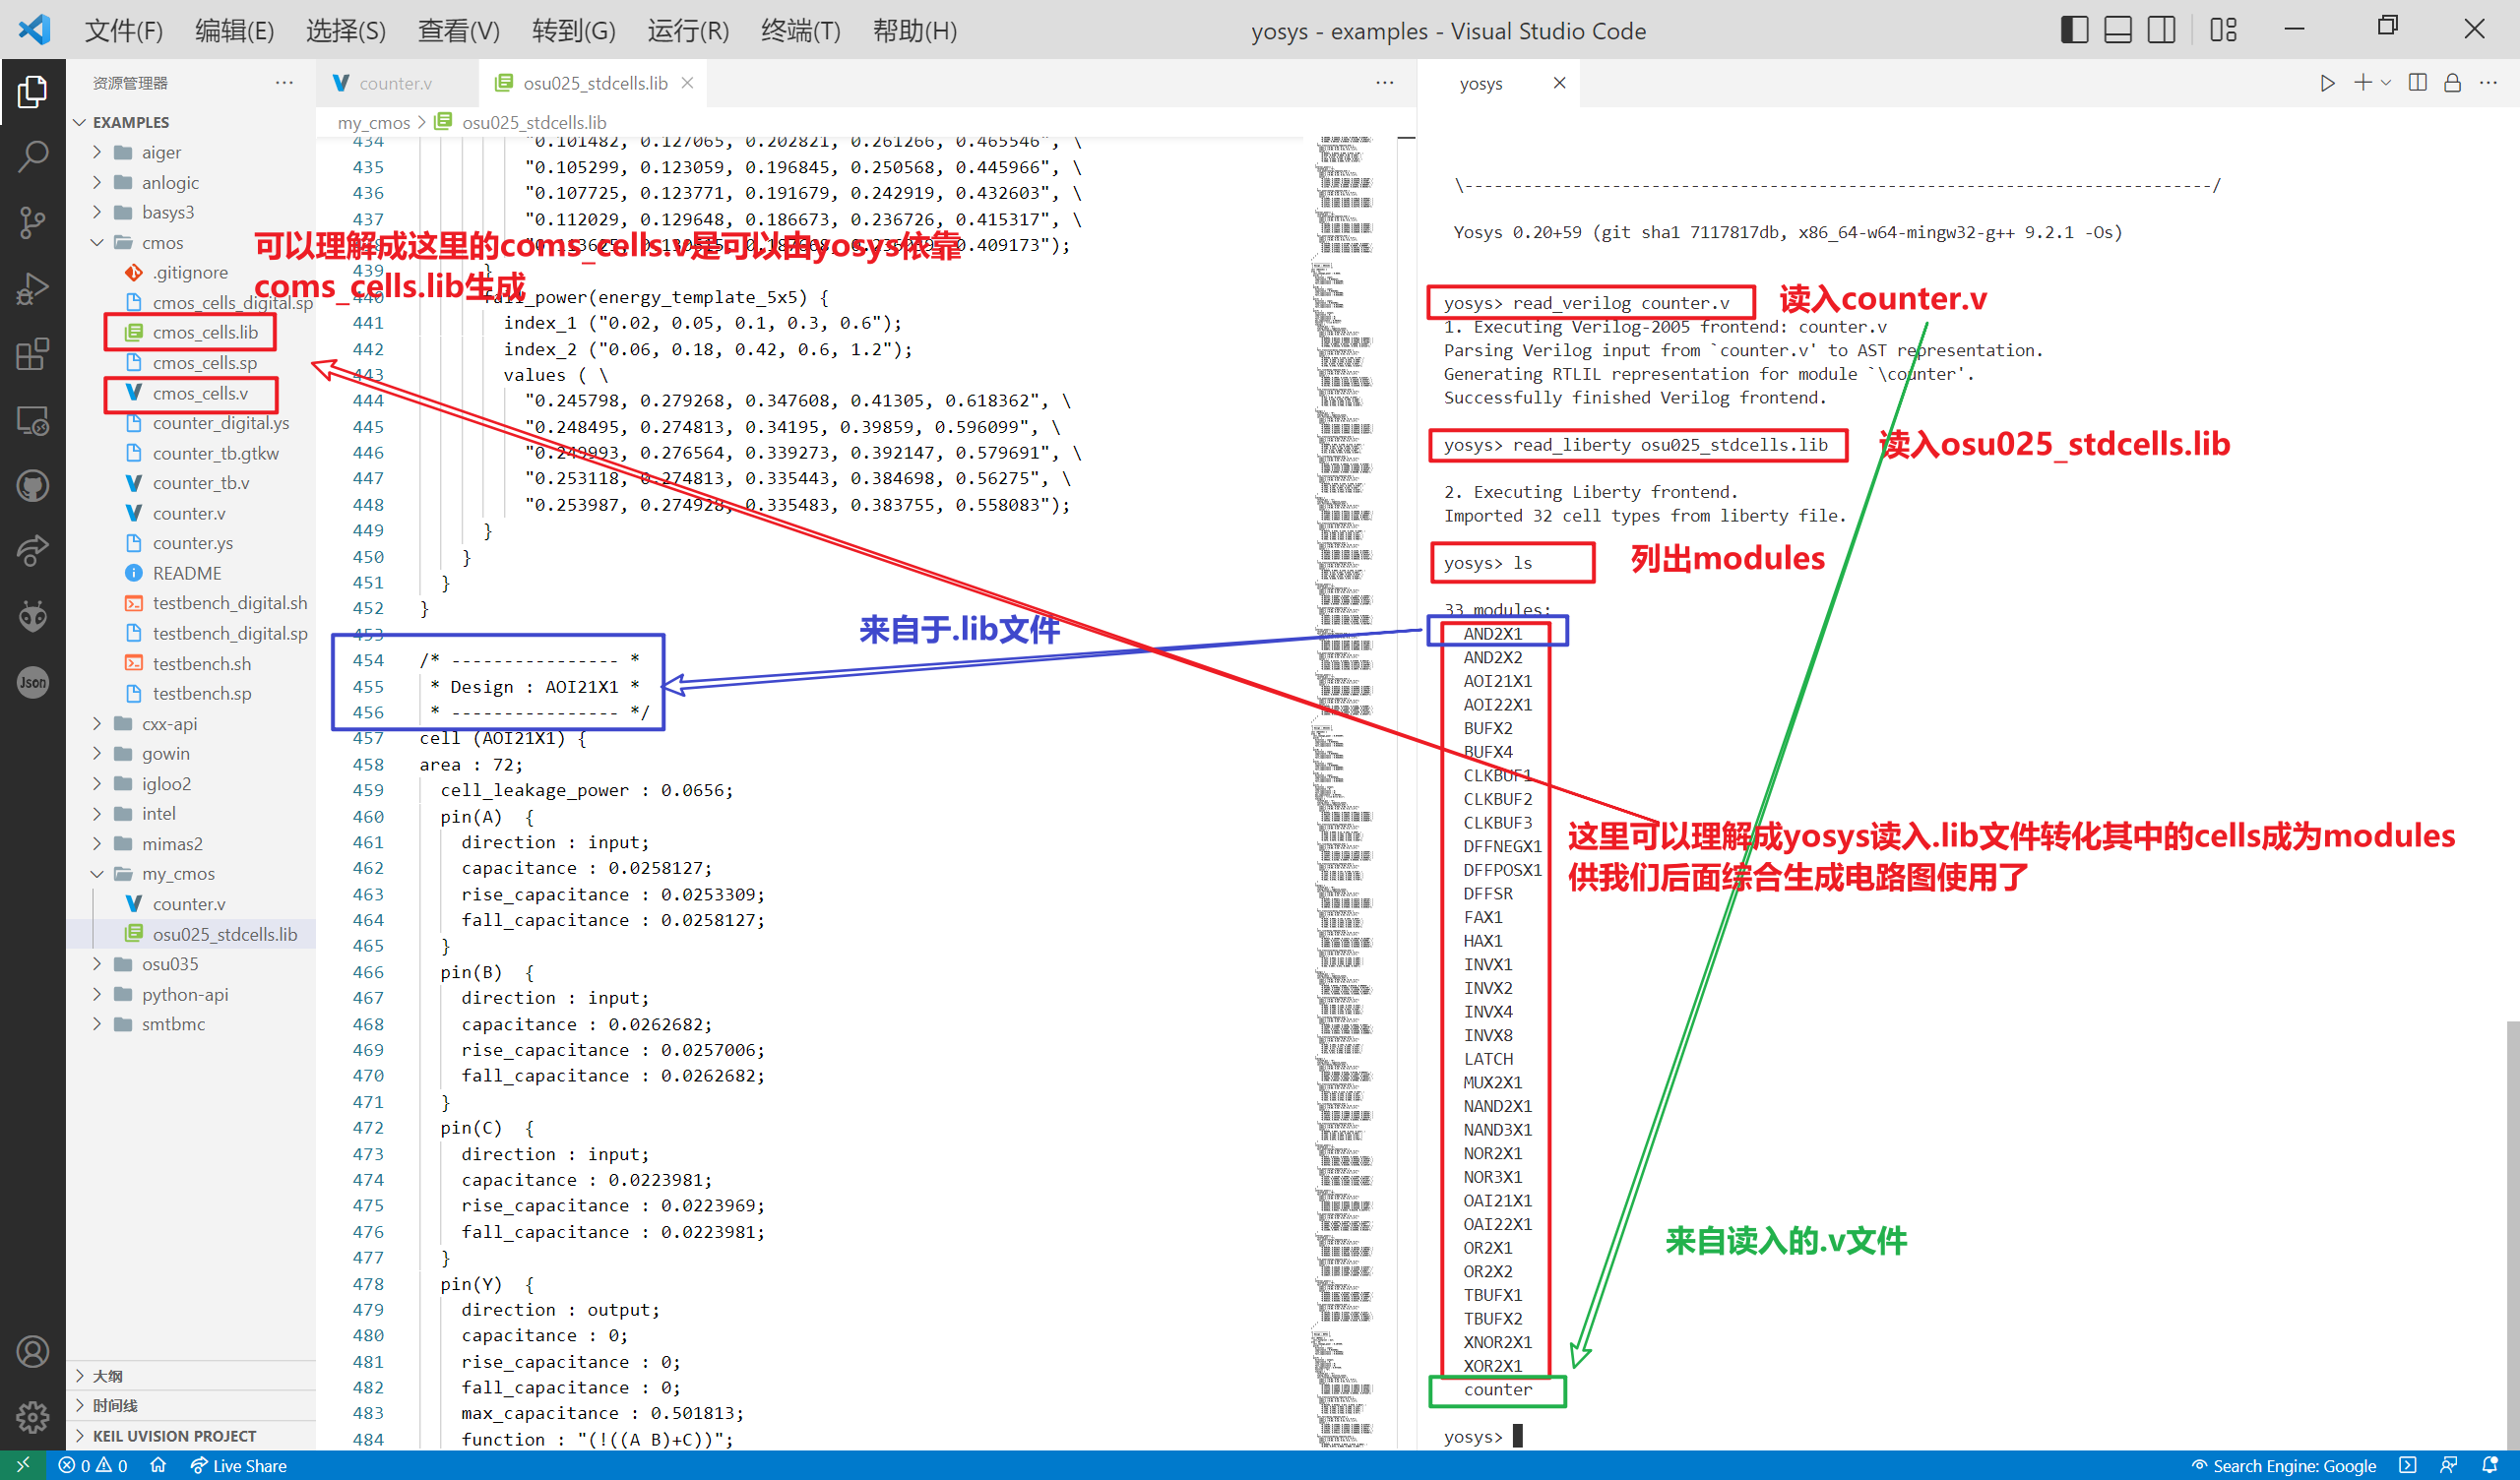 文件(F) 编辑(E) 选择(S) 查看(V) 转到(G) 运行(R) 终端(T) 帮助(H)
yosys - examples - Visual Studio Code
资源管理器
EXAMPLES
aiger
anlogic
basys3
cmos
.gitignore
cmos_cells_digital.sp
cmos_cells.lib
cmos_cells.sp
cmos_cells.v
counter_digital.ys
counter_tb.gtkw
counter_tb.v
counter.v
counter.ys
README
testbench_digital.sh
testbench_digital.sp
testbench.sh
testbench.sp
cxx-api
gowin
igloo2
intel
mimas2
my_cmos
counter.v
osu025_stdcells.lib
osu035
python-api
smtbmc
大纲
时间线
KEIL UVISION PROJECT
Json
counter.v
osu025_stdcells.lib
my_cmos > osu025_stdcells.lib
434 "0.101482, 0.127065, 0.202821, 0.261266, 0.465546", \
435 "0.105299, 0.123059, 0.196845, 0.250568, 0.445966", \
436 "0.107725, 0.123771, 0.191679, 0.242919, 0.432603", \
437 "0.112029, 0.129648, 0.186673, 0.236726, 0.415317", \
0.409173");
可以理解成这里的coms_cells.v是可以由yosys依靠
coms_cells.lib生成
439 }
440 fall_power(energy_template_5x5) {
441 index_1 ("0.02, 0.05, 0.1, 0.3, 0.6");
442 index_2 ("0.06, 0.18, 0.42, 0.6, 1.2");
443 values ( \
444 "0.245798, 0.279268, 0.347608, 0.41305, 0.618362", \
445 "0.248495, 0.274813, 0.34195, 0.39859, 0.596099", \
446 "0.249993, 0.276564, 0.339273, 0.392147, 0.579691", \
447 "0.253118, 0.274813, 0.335443, 0.384698, 0.56275", \
448 "0.253987, 0.274928, 0.335483, 0.383755, 0.558083");
449 }
450 }
451 }
452 }
453
454 /* ---------------- *
455 * Design : AOI21X1 *
456 * ---------------- */
457 cell (AOI21X1) {
458 area : 72;
459 cell_leakage_power : 0.0656;
460 pin(A) {
461 direction : input;
462 capacitance : 0.0258127;
463 rise_capacitance : 0.0253309;
464 fall_capacitance : 0.0258127;
465 }
466 pin(B) {
467 direction : input;
468 capacitance : 0.0262682;
469 rise_capacitance : 0.0257006;
470 fall_capacitance : 0.0262682;
471 }
472 pin(C) {
473 direction : input;
474 capacitance : 0.0223981;
475 rise_capacitance : 0.0223969;
476 fall_capacitance : 0.0223981;
477 }
478 pin(Y) {
479 direction : output;
480 capacitance : 0;
481 rise_capacitance : 0;
482 fall_capacitance : 0;
483 max_capacitance : 0.501813;
484 function : "(!((A B)+C))";
来自于.lib文件
yosys
\----------------------------------------------------------------------------/
Yosys 0.20+59 (git sha1 7117817db, x86_64-w64-mingw32-g++ 9.2.1 -Os)
yosys> read_verilog counter.v
读入counter.v
1. Executing Verilog-2005 frontend: counter.v
Parsing Verilog input from `counter.v' to AST representation.
Generating RTLIL representation for module `\counter'.
Successfully finished Verilog frontend.
yosys> read_liberty osu025_stdcells.lib
读入osu025_stdcells.lib
2. Executing Liberty frontend.
Imported 32 cell types from liberty file.
yosys> ls
列出modules
33 modules:
AND2X1
AND2X2
AOI21X1
AOI22X1
BUFX2
BUFX4
CLKBUF1
CLKBUF2
CLKBUF3
DFFNEGX1
DFFPOSX1
DFFSR
FAX1
HAX1
INVX1
INVX2
INVX4
INVX8
LATCH
MUX2X1
NAND2X1
NAND3X1
NOR2X1
NOR3X1
OAI21X1
OAI22X1
OR2X1
OR2X2
TBUFX1
TBUFX2
XNOR2X1
XOR2X1
counter
这里可以理解成yosys读入.lib文件转化其中的cells成为modules
供我们后面综合生成电路图使用了
来自读入的.v文件
yosys>
0 0 Live Share
Search Engine: Google